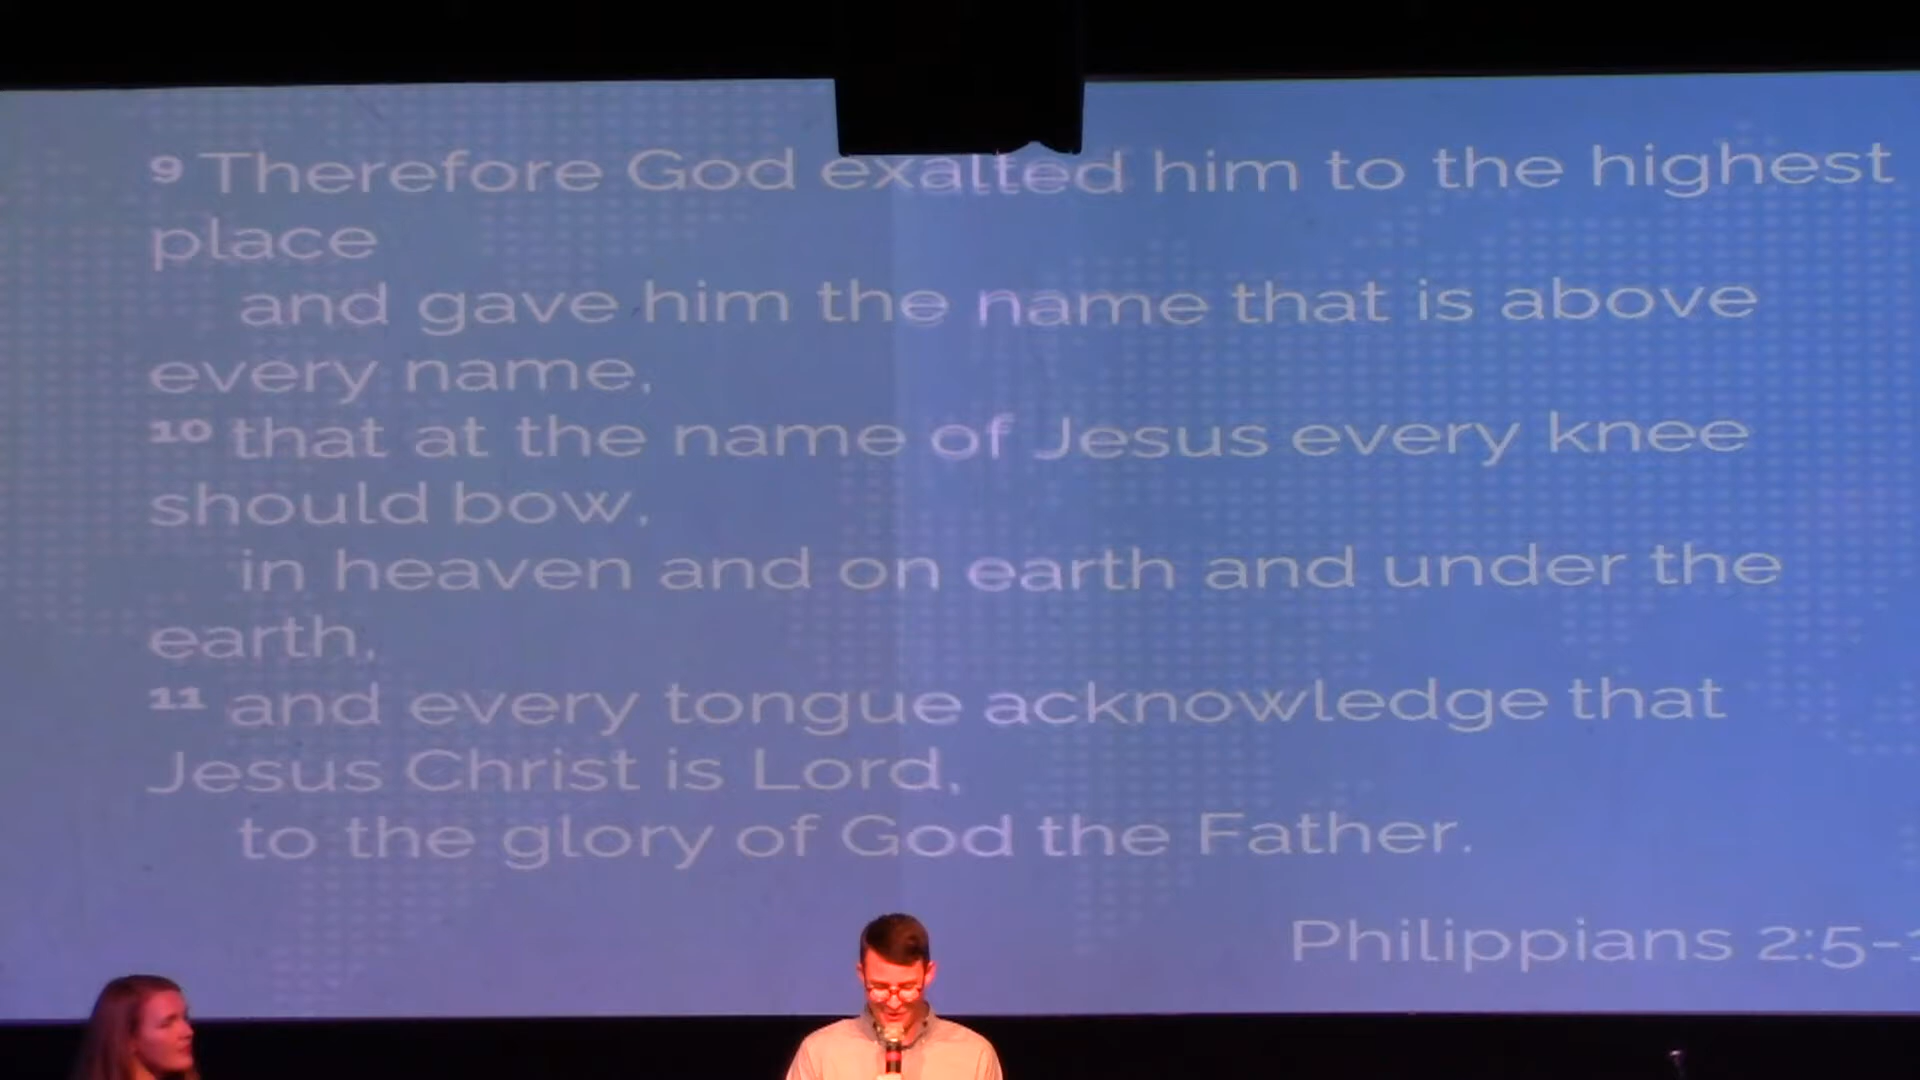 9 Therefore God exalted him to the highest
place
and gave him the name that is above
every name,
10 that at the name of Jesus every knee
should bow,
in heaven and on earth and under the
earth,
11 and every tongue acknowledge that
Jesus Christ is Lord,
to the glory of God the Father.
Philippians 2:5-